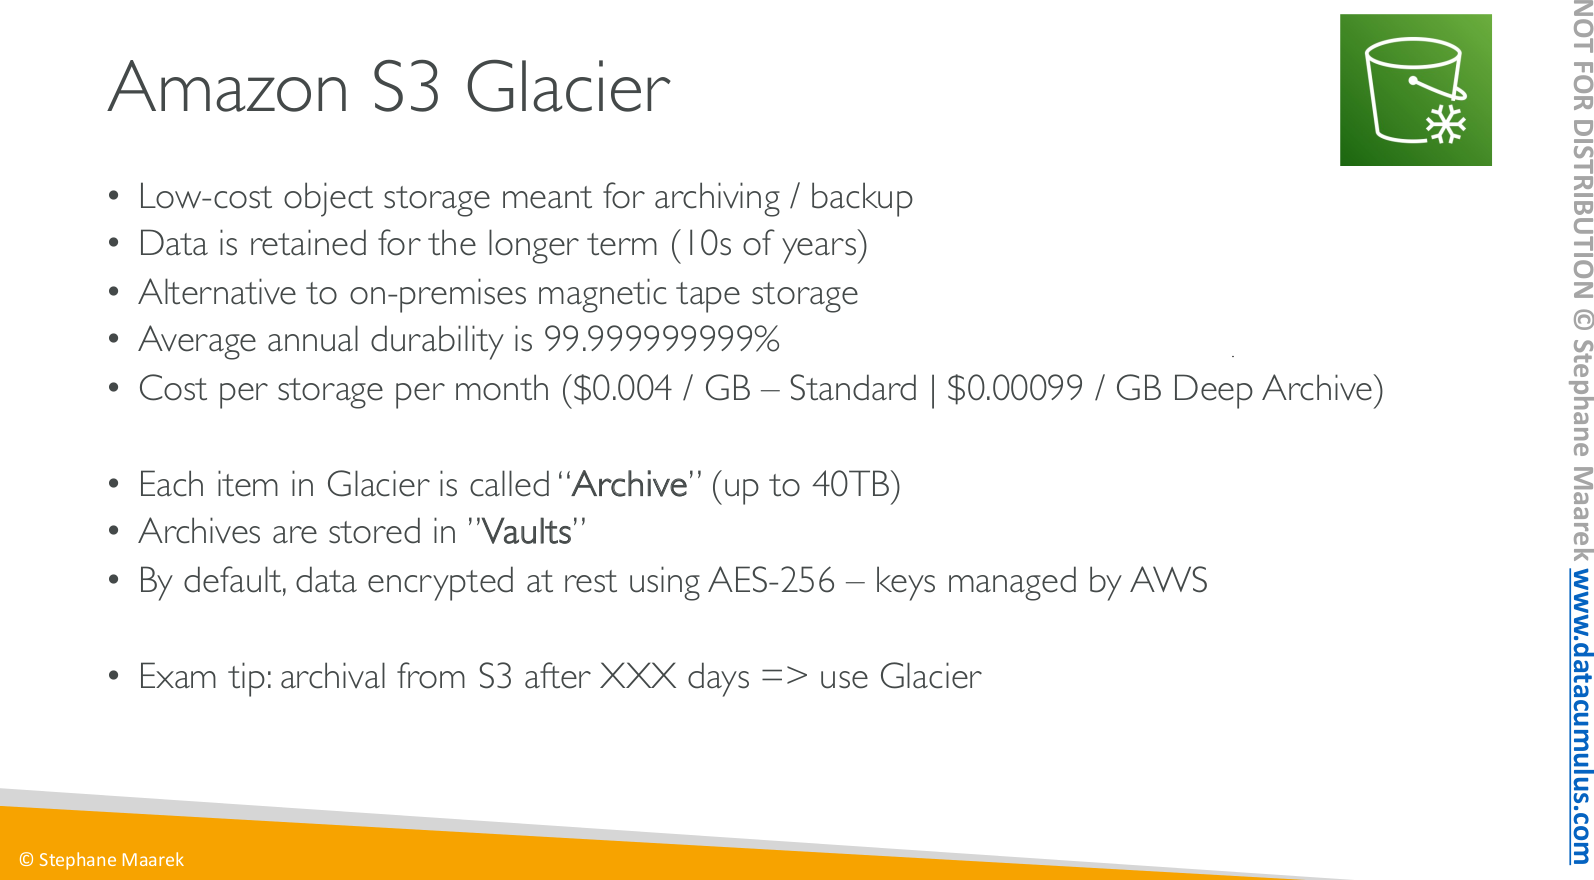 Amazon S3 Glacier
• Low-cost object storage meant for archiving / backup
• Data is retained for the longer term (10s of years)
• Alternative to on-premises magnetic tape storage
• Average annual durability is 99.999999999%
• Cost per storage per month ($0.004 / GB – Standard | $0.00099 / GB Deep Archive)
• Each item in Glacier is called “Archive” (up to 40TB)
• Archives are stored in ”Vaults”
• By default, data encrypted at rest using AES-256 – keys managed by AWS
• Exam tip: archival from S3 after XXX days => use Glacier
© Stephane Maarek
NOT FOR DISTRIBUTION © Stephane Maarek www.datacumulus.com